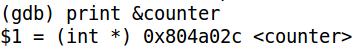 (gdb) print &counter
$1 = (int *) 0x804a02c <counter>